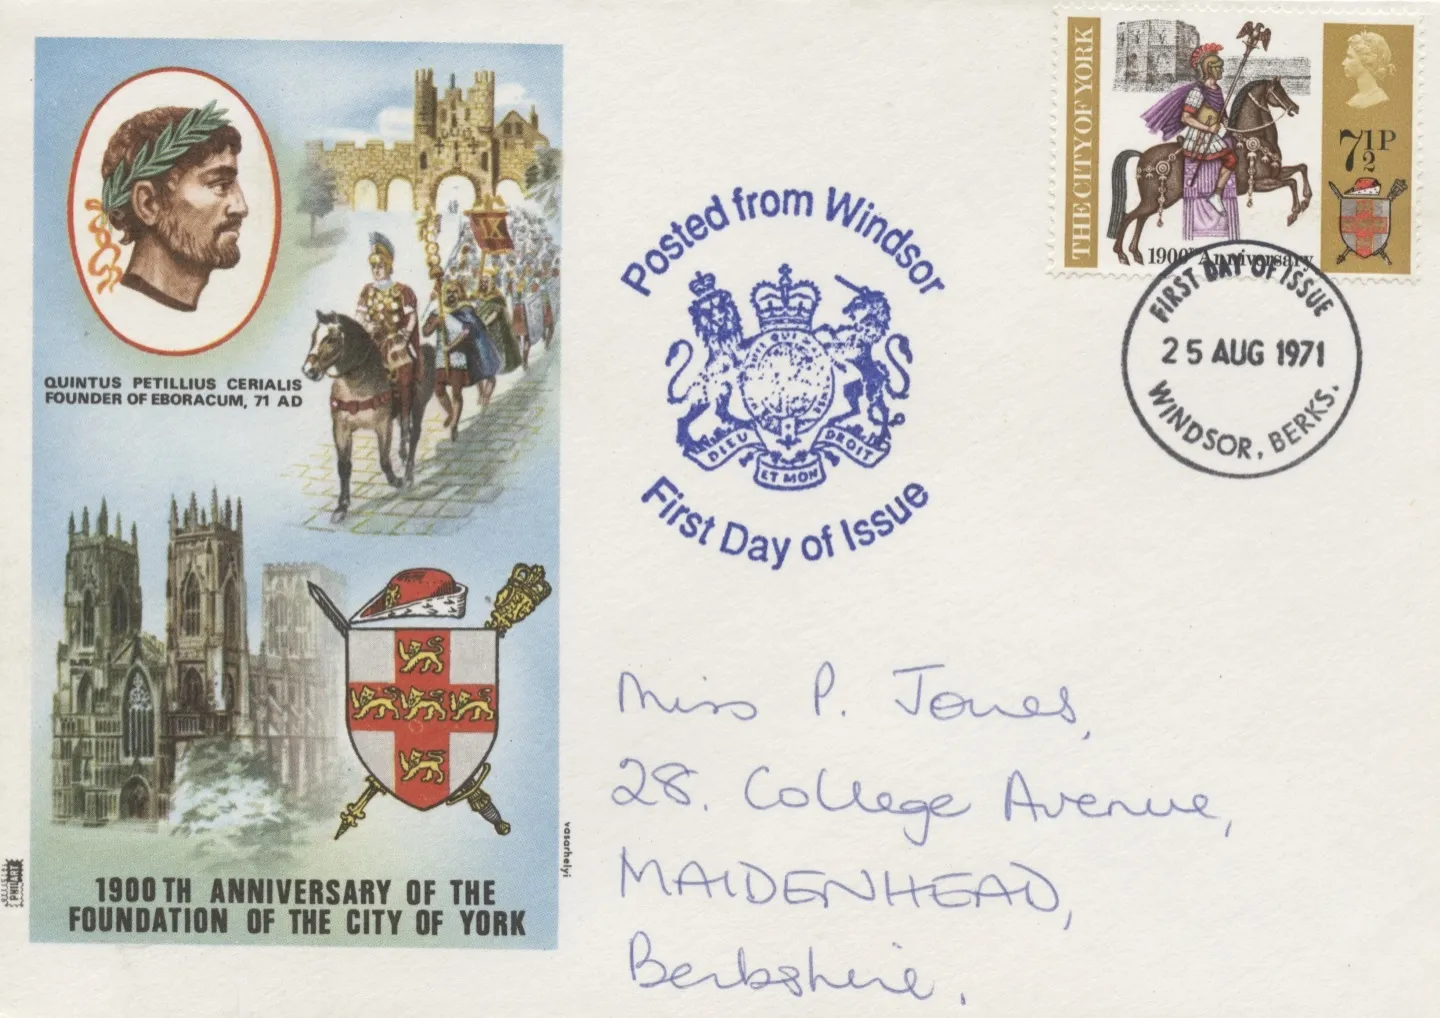 QUINTUS PETILLIUS CERIALIS
FOUNDER OF EBORACUM, 71 AD
IX
1900TH ANNIVERSARY OF THE
FOUNDATION OF THE CITY OF YORK
vasarhelyi
PHILART
Posted from Windsor
DIEU
ET MON
DROIT
First Day of Issue
THE CITY OF YORK
1900TH Anniversary
7½P
FIRST DAY OF ISSUE
25 AUG 1971
WINDSOR, BERKS.
Miss P. Jones,
28. College Avenue,
MAIDENHEAD,
Berkshire.